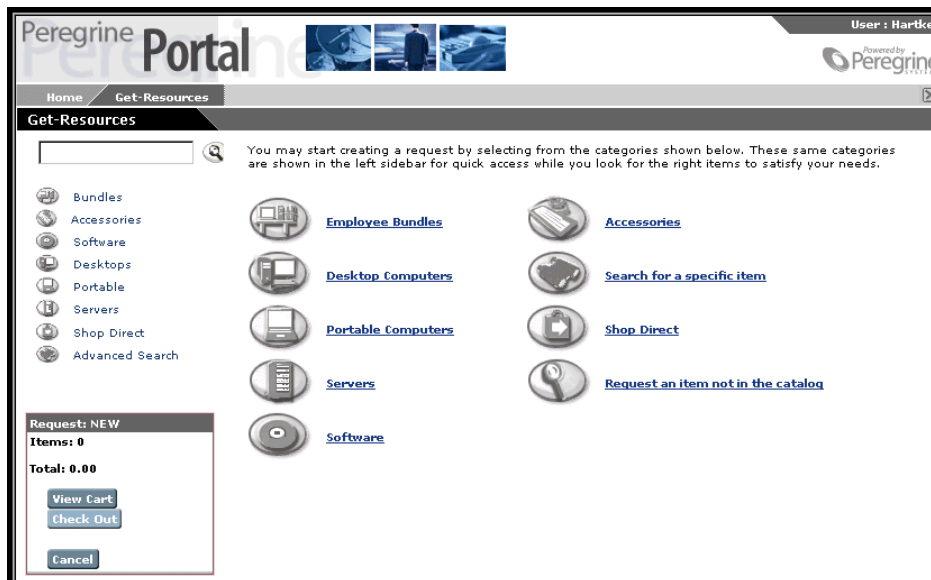 Peregrine
Portal
User : Hartke
Powered by
Peregrine
Home
Get-Resources
Get-Resources
You may start creating a request by selecting from the categories shown below. These same categories
are shown in the left sidebar for quick access while you look for the right items to satisfy your needs.
Bundles
Accessories
Software
Desktops
Portable
Servers
Shop Direct
Advanced Search
Employee Bundles
Accessories
Desktop Computers
Search for a specific item
Portable Computers
Shop Direct
Servers
Request an item not in the catalog
Software
Request: NEW
Items: 0
Total: 0.00
View Cart
Check Out
Cancel